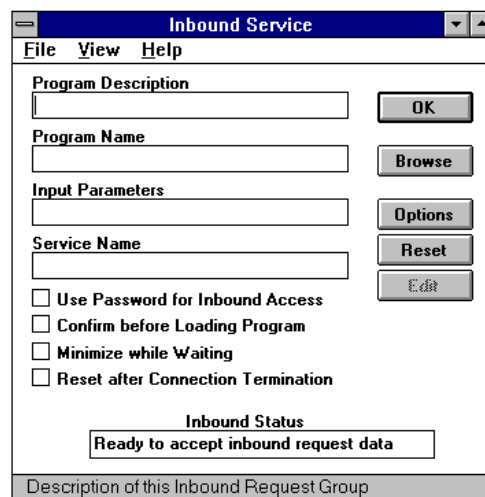 Inbound Service
File View Help
Program Description
OK
Program Name
Browse
Input Parameters
Options
Service Name
Reset
Edit
Use Password for Inbound Access
Confirm before Loading Program
Minimize while Waiting
Reset after Connection Termination
Inbound Status
Ready to accept inbound request data
Description of this Inbound Request Group